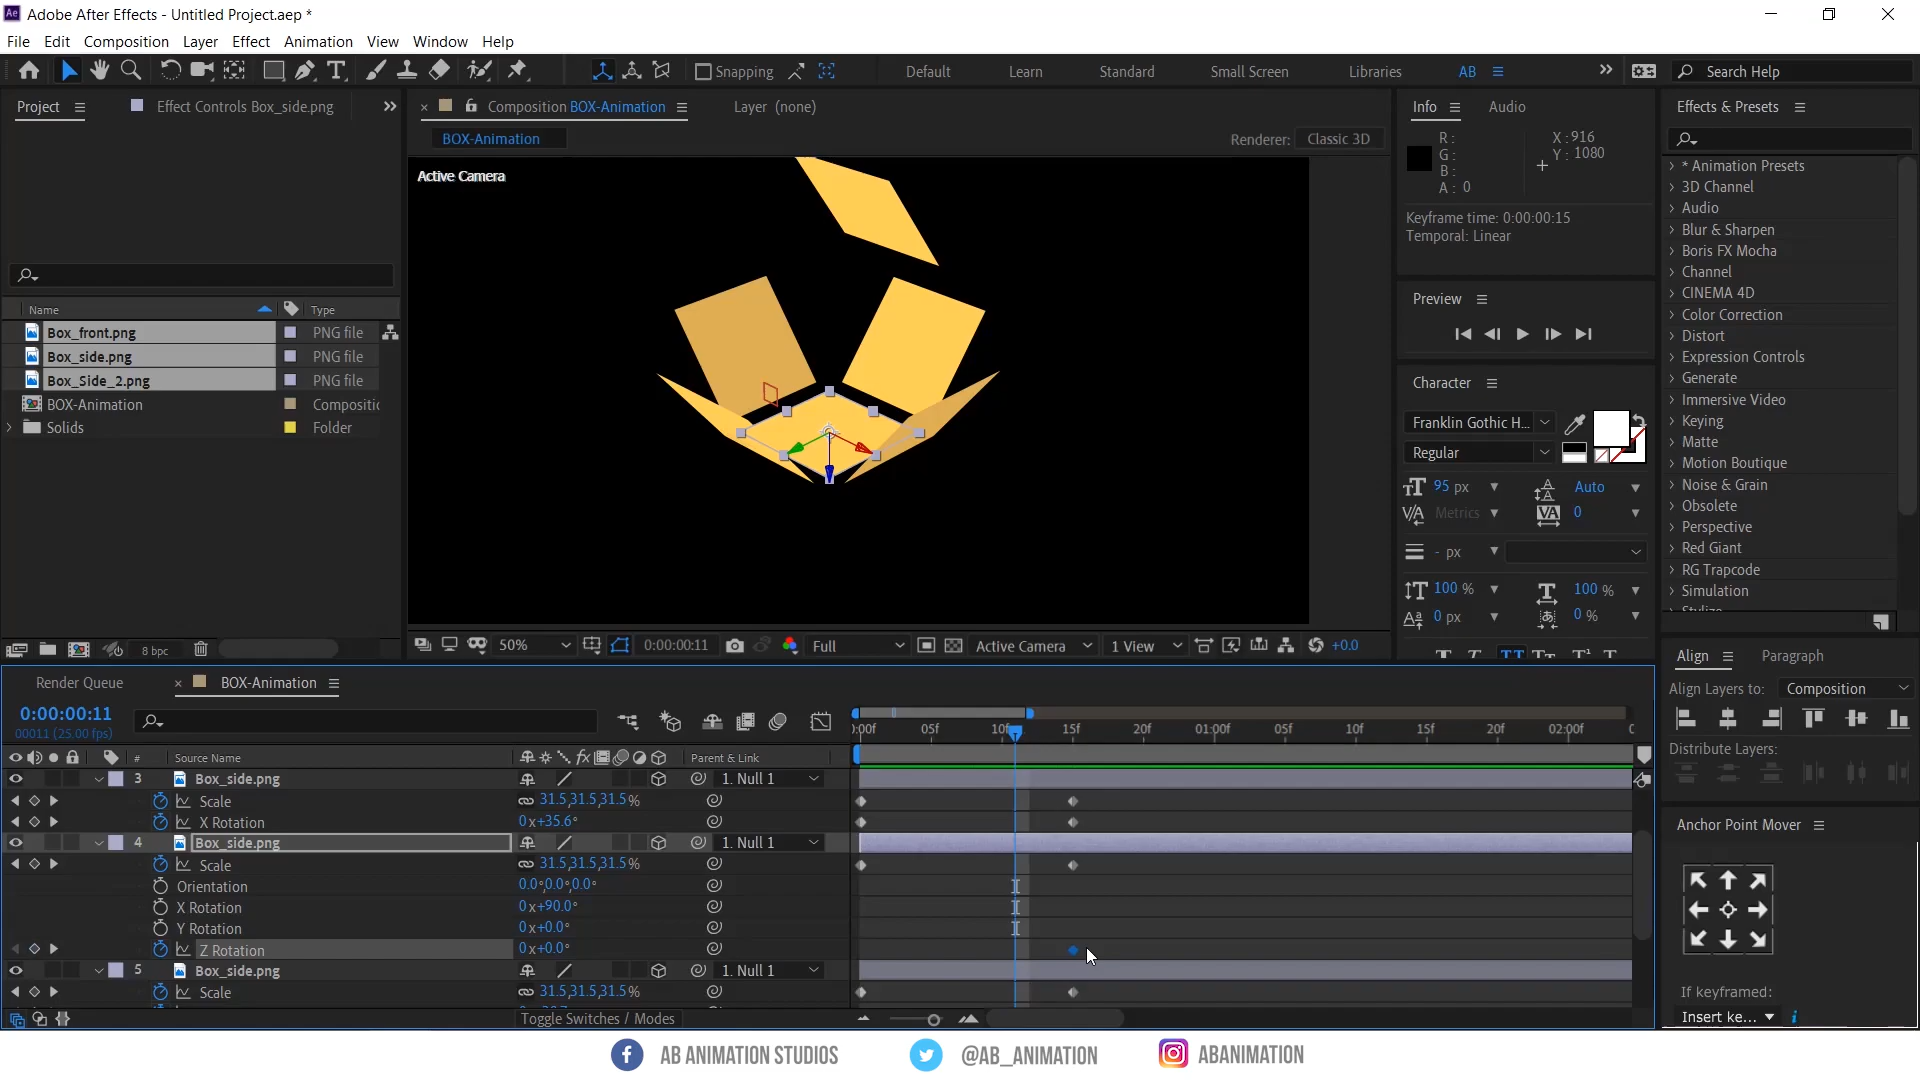 Ae Adobe After Effects - Untitled Project.aep *
File Edit Composition Layer Effect Animation View Window Help
Snapping Default Learn Standard Small Screen Libraries AB Search Help
Project Effect Controls Box_side.png
Composition BOX-Animation Layer (none)
Info Audio
Effects & Presets
BOX-Animation
Renderer: Classic 3D
R :
G :
B :
A : 0
X : 916
Y : 1080
Active Camera
Keyframe time: 0:00:00:15
Temporal: Linear
* Animation Presets
3D Channel
Audio
Blur & Sharpen
Boris FX Mocha
Channel
CINEMA 4D
Color Correction
Distort
Expression Controls
Generate
Immersive Video
Keying
Matte
Motion Boutique
Noise & Grain
Obsolete
Perspective
Red Giant
RG Trapcode
Simulation
Stylize
Name Type
Box_front.png PNG file
Box_side.png PNG file
Box_Side_2.png PNG file
BOX-Animation Compositic
Solids Folder
Preview
Character
Franklin Gothic H...
Regular
95 px Auto
Metrics 0
- px
100 % 100 %
0 px 0 %
8 bpc
50% 0:00:00:11 Full Active Camera 1 View +0.0
Align Paragraph
Align Layers to: Composition
Distribute Layers:
Anchor Point Mover
If keyframed:
Insert ke...
Render Queue BOX-Animation
0:00:00:11
00011 (25.00 fps)
05f 15f 20f 01:00f 05f 10f 15f 20f 02:00f
# Source Name Parent & Link
3 Box_side.png 1. Null 1
Scale 31.5,31.5,31.5%
X Rotation 0x+35.6°
4 Box_side.png 1. Null 1
Scale 31.5,31.5,31.5%
Orientation 0.0°,0.0°,0.0°
X Rotation 0x+90.0°
Y Rotation 0x+0.0°
Z Rotation 0x+0.0°
5 Box_side.png 1. Null 1
Scale 31.5,31.5,31.5%
Toggle Switches / Modes
AB ANIMATION STUDIOS @AB_ANIMATION ABANIMATION